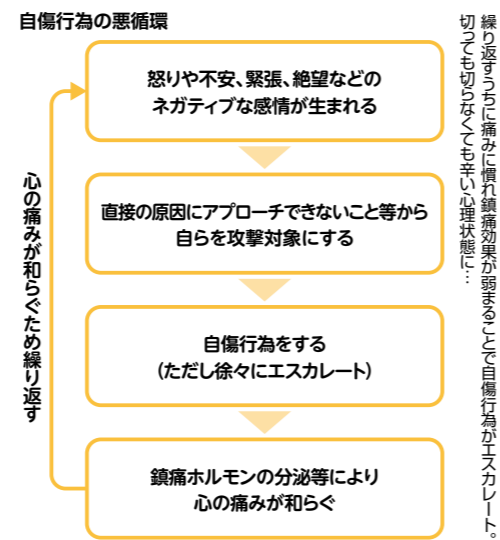 自傷行為の悪循環
怒りや不安、緊張、絶望などの
ネガティブな感情が生まれる
直接の原因にアプローチできないこと等から
自らを攻撃対象にする
自傷行為をする
(ただし徐々にエスカレート)
鎮痛ホルモンの分泌等により
心の痛みが和らぐ
心の痛みが和らぐため繰り返す
繰り返すうちに痛みに慣れ鎮痛効果が弱まることで自傷行為がエスカレート。
切っても切らなくても辛い心理状態に…